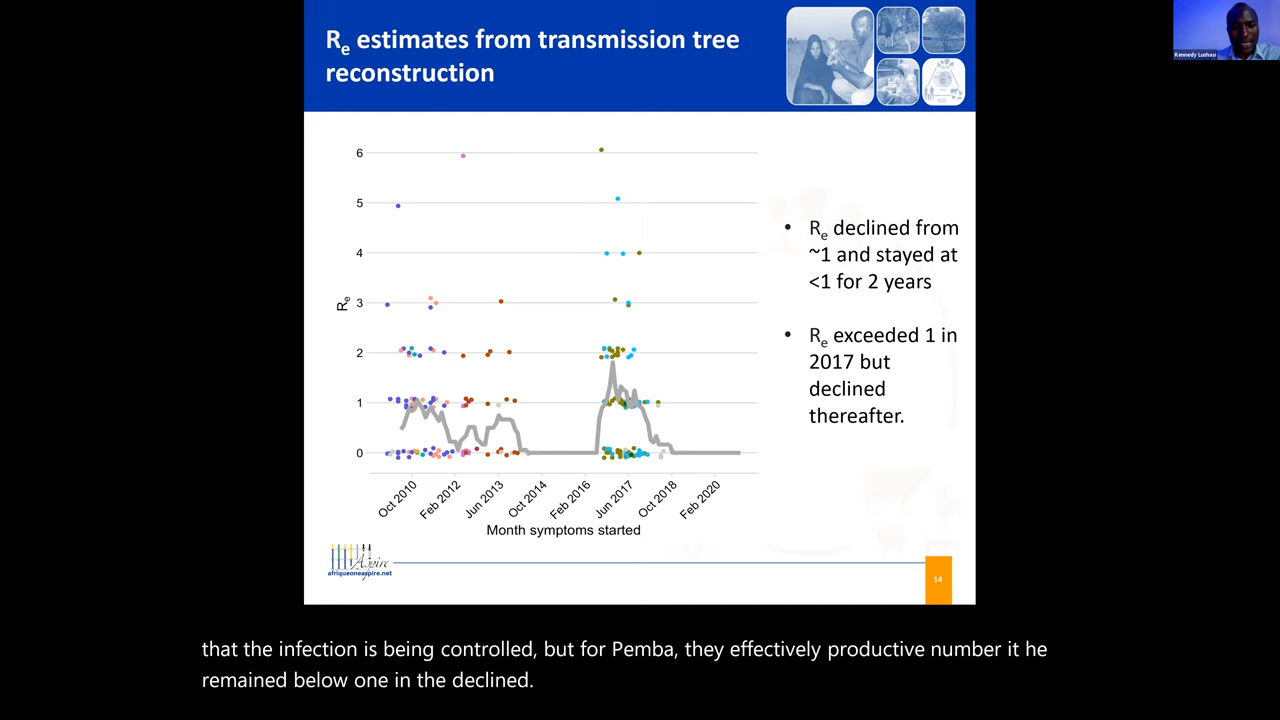 Re estimates from transmission tree
reconstruction
Kennedy Lushasi
6
5
4
3
2
1
0
Re
Oct 2010
Feb 2012
Jun 2013
Oct 2014
Feb 2016
Jun 2017
Oct 2018
Feb 2020
Month symptoms started
• Re declined from
~1 and stayed at
<1 for 2 years
• Re exceeded 1 in
2017 but
declined
thereafter.
Aspire
afriqueoneaspire.net
14
that the infection is being controlled, but for Pemba, they effectively productive number it he
remained below one in the declined.